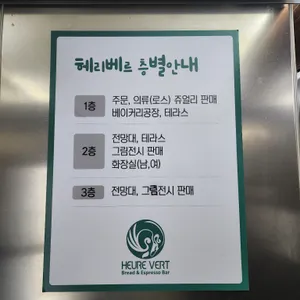 헤리베르 층별안내
1층
주문, 의류(로스) 쥬얼리 판매
베이커리공장, 테라스
2층
전망대, 테라스
그림전시 판매
화장실(남,여)
3층
전망대, 그림전시 판매
HEURE VERT
Bread & Espresso Bar